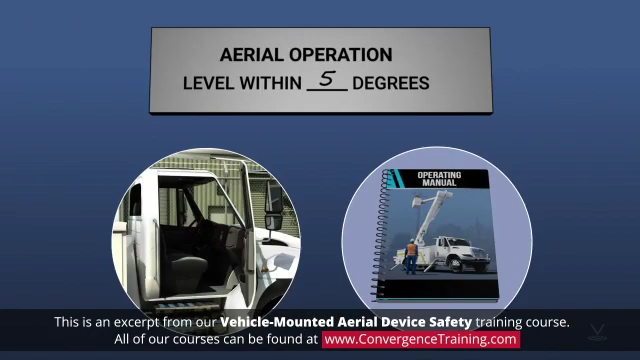 AERIAL OPERATION
LEVEL WITHIN 5 DEGREES
OPERATING
MANUAL
This is an excerpt from our Vehicle-Mounted Aerial Device Safety training course.
All of our courses can be found at www.ConvergenceTraining.com